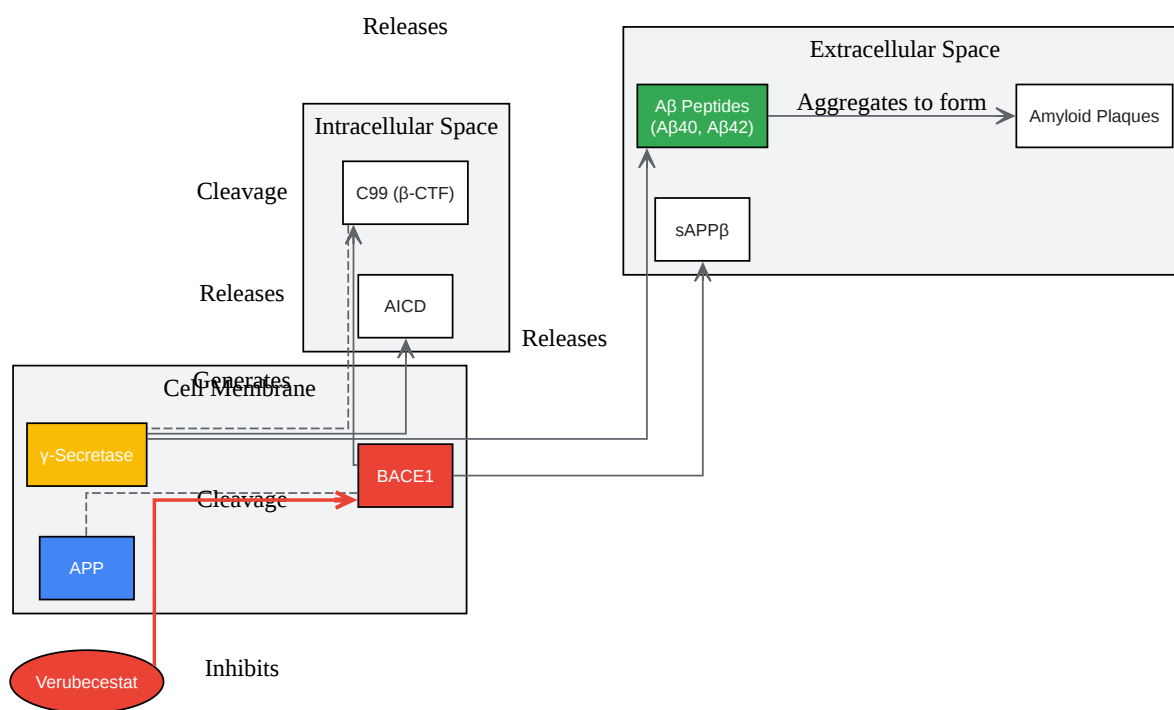 Releases
Extracellular Space
Aβ Peptides
(Aβ40, Aβ42)
Aggregates to form
Amyloid Plaques
Intracellular Space
Cleavage
C99 (β-CTF)
sAPPβ
Releases
AICD
Releases
Generates
Cell Membrane
γ-Secretase
BACE1
Cleavage
APP
Inhibits
Verubecestat